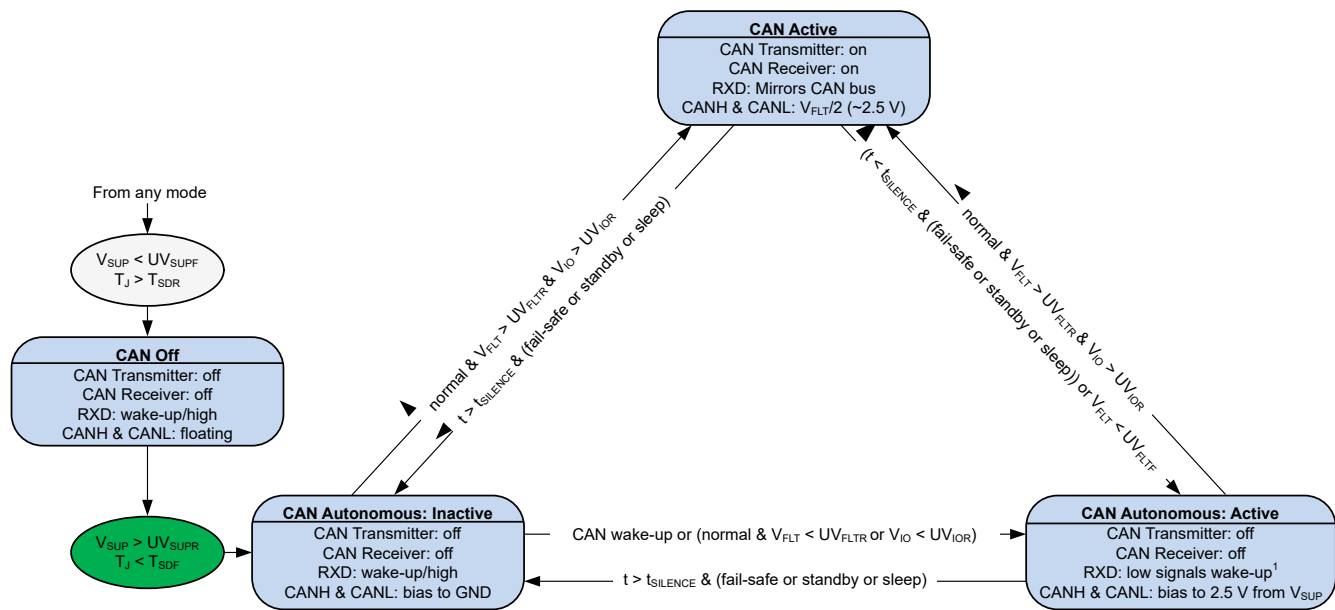 CAN Active
CAN Transmitter: on
CAN Receiver: on
RXD: Mirrors CAN bus
CANH & CANL: VFLT/2 (~2.5 V)
From any mode
VSUP < UVSUPF
TJ > TSDR
CAN Off
CAN Transmitter: off
CAN Receiver: off
RXD: wake-up/high
CANH & CANL: floating
VSUP > UVSUPR
TJ < TSDF
normal & VFLT > UVFLTR & VIO > UVIOR
t > tSILENCE & (fail-safe or standby or sleep)
(t < tSILENCE & (fail-safe or standby or sleep)) or VFLT < UVFLTF
normal & VFLT > UVFLTR & VIO > UVIOR
CAN Autonomous: Inactive
CAN Transmitter: off
CAN Receiver: off
RXD: wake-up/high
CANH & CANL: bias to GND
CAN wake-up or (normal & VFLT < UVFLTR or VIO < UVIOR)
t > tSILENCE & (fail-safe or standby or sleep)
CAN Autonomous: Active
CAN Transmitter: off
CAN Receiver: off
RXD: low signals wake-up¹
CANH & CANL: bias to 2.5 V from VSUP